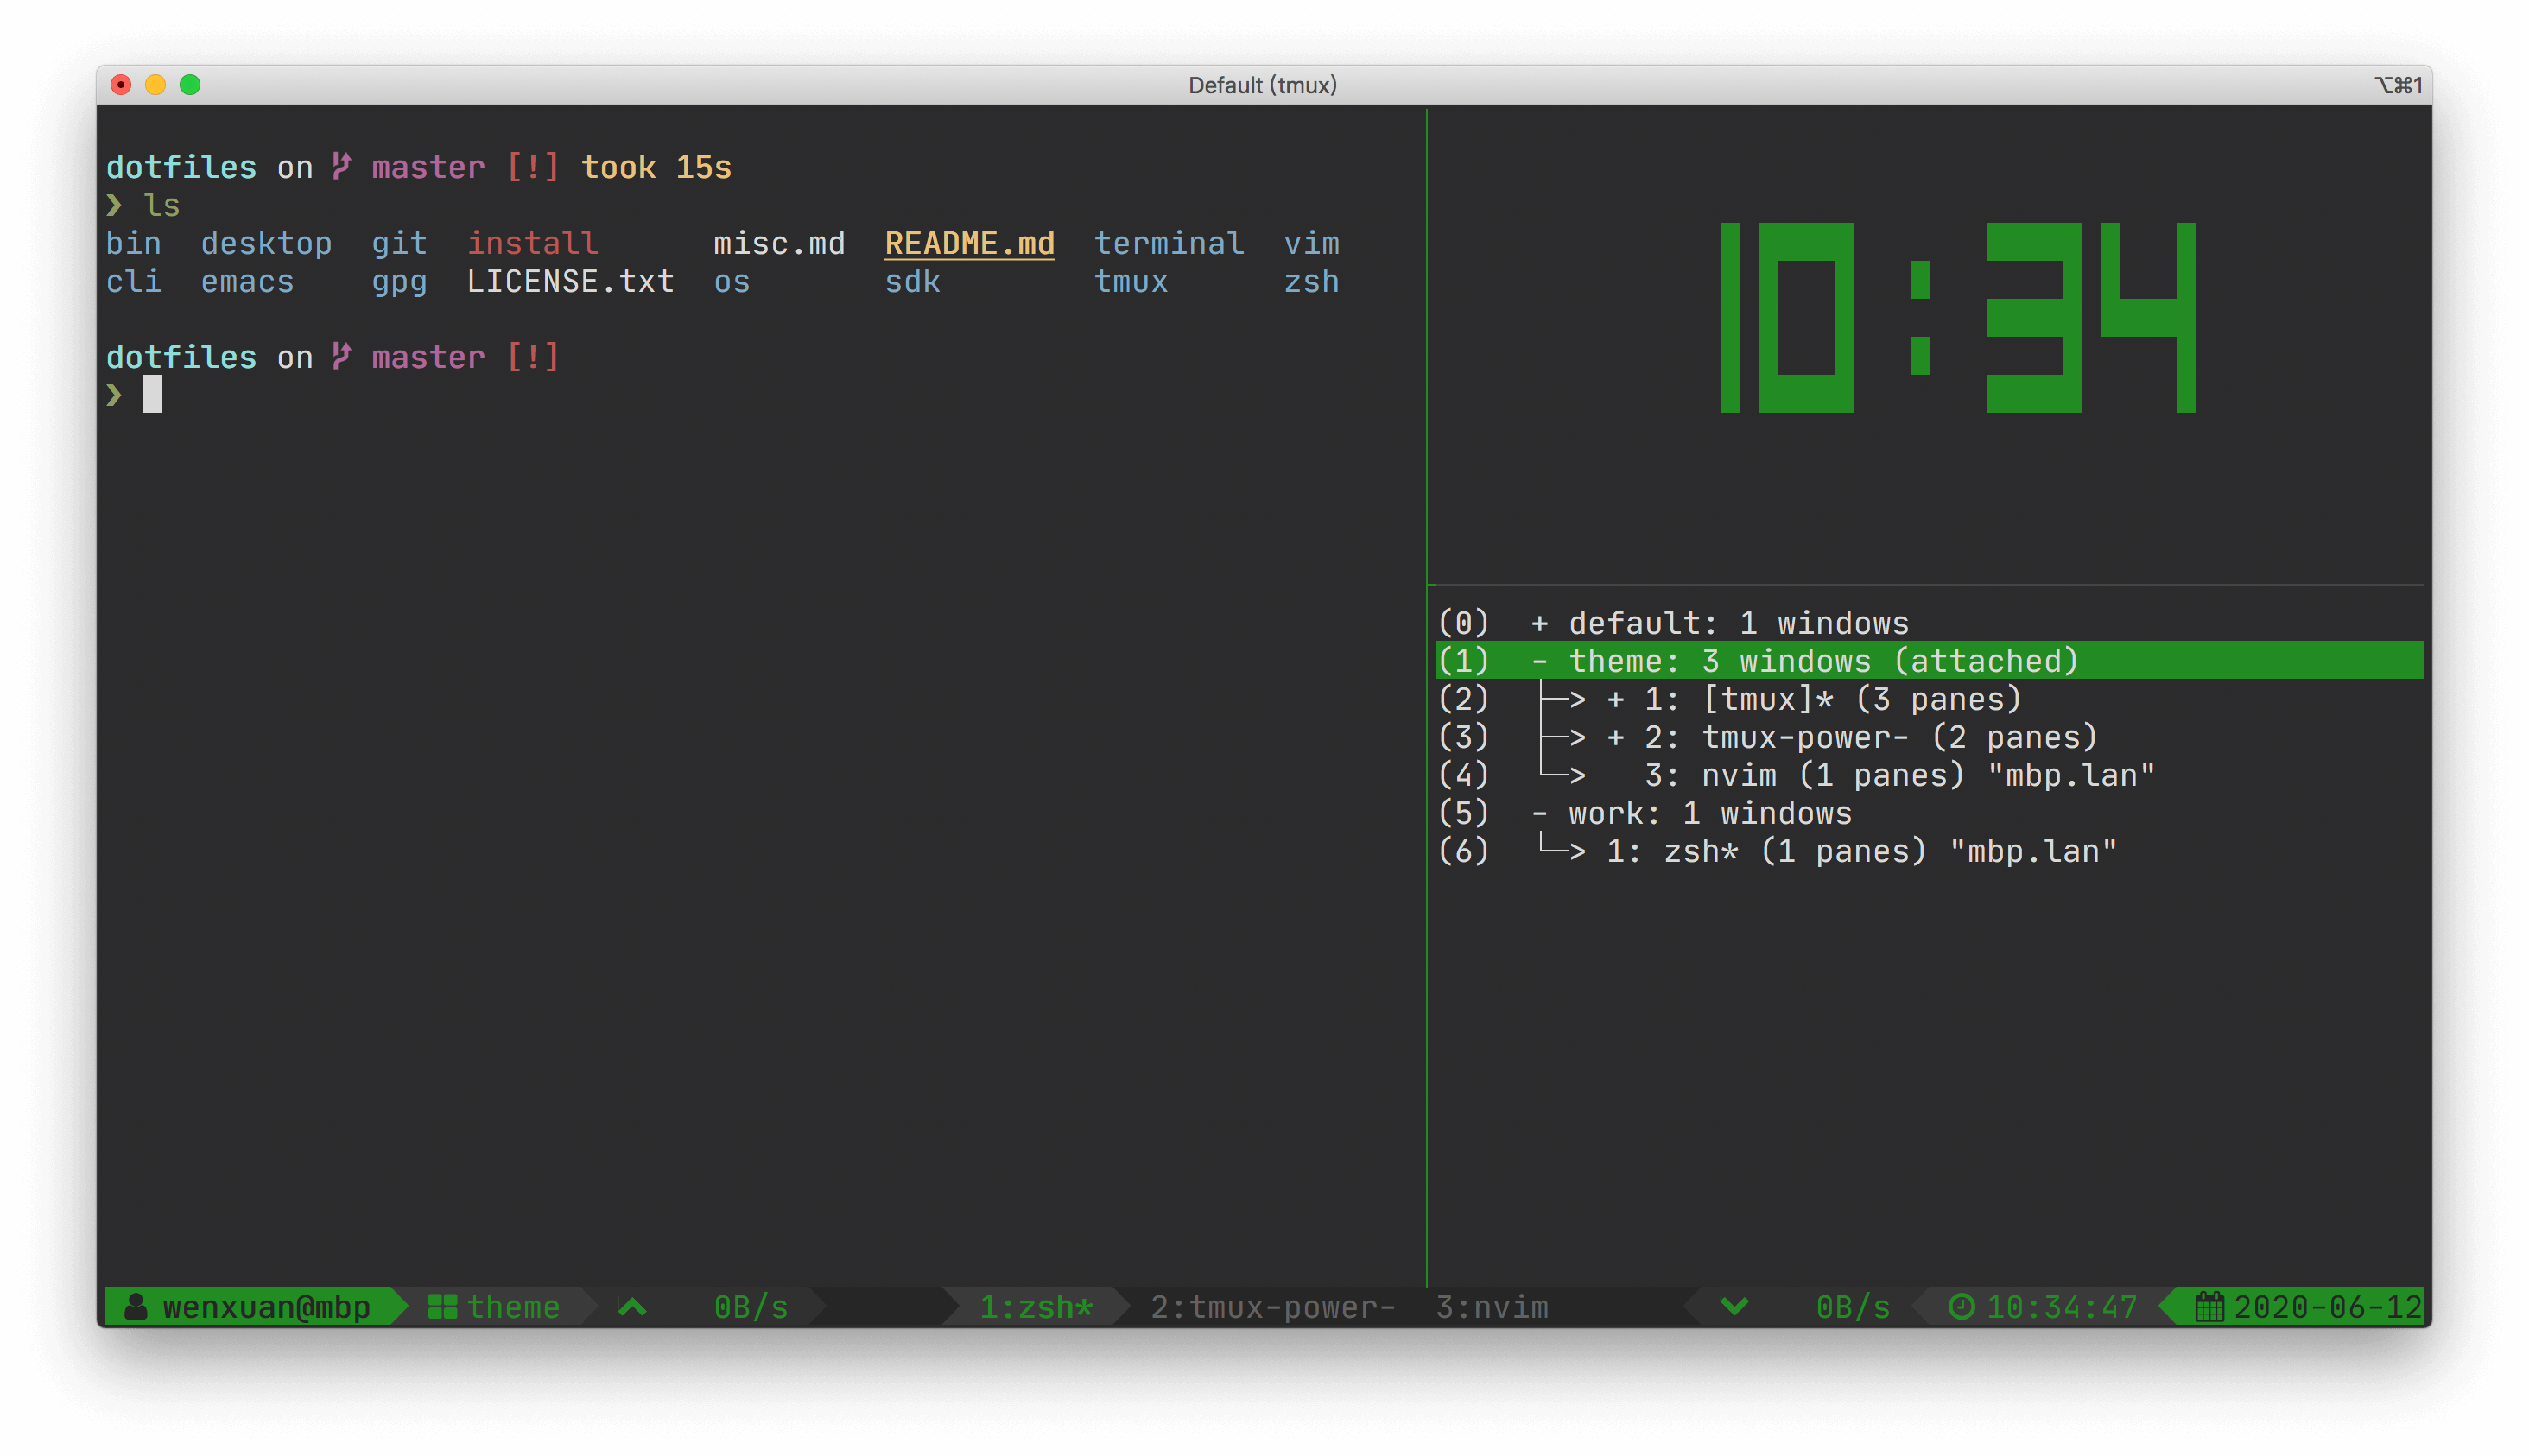 Default (tmux)
⌥⌘1
dotfiles on master [!] took 15s
❯ ls
bin desktop git install misc.md README.md terminal vim
cli emacs gpg LICENSE.txt os sdk tmux zsh
dotfiles on master [!]
❯
10:34
(0) + default: 1 windows
(1) - theme: 3 windows (attached)
(2) ├─> + 1: [tmux]* (3 panes)
(3) ├─> + 2: tmux-power- (2 panes)
(4) └─> 3: nvim (1 panes) "mbp.lan"
(5) - work: 1 windows
(6) └─> 1: zsh* (1 panes) "mbp.lan"
wenxuan@mbp theme 0B/s 1:zsh* 2:tmux-power- 3:nvim 0B/s 10:34:47 2020-06-12